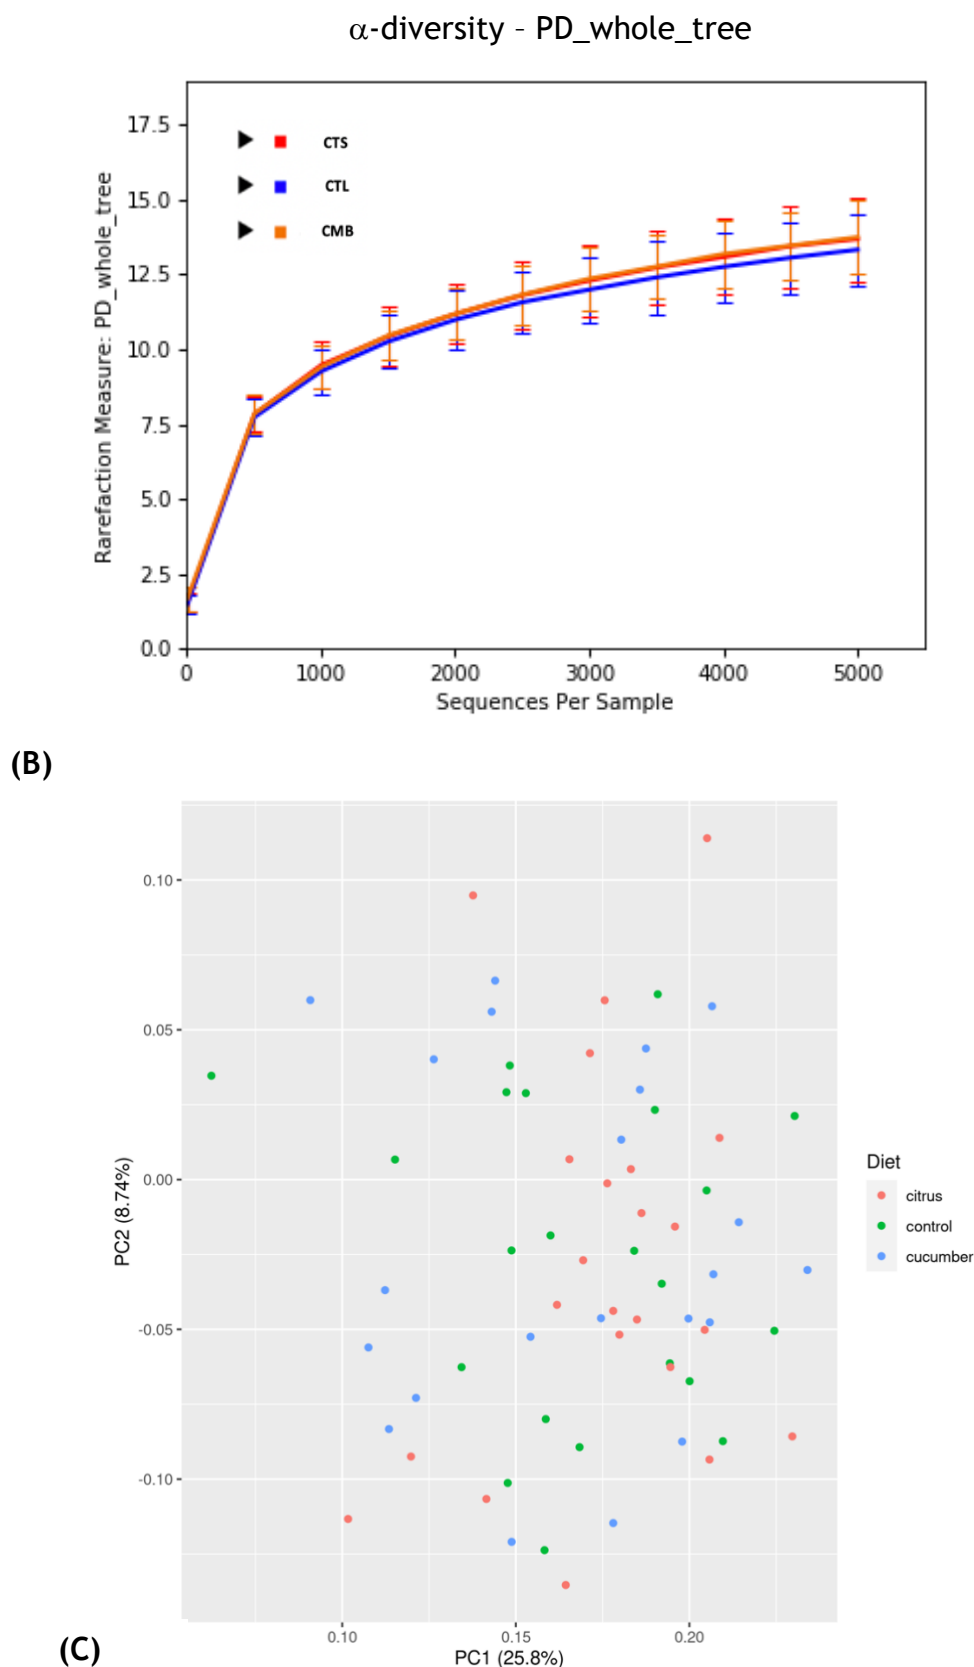 α-diversity - PD_whole_tree
Rarefaction Measure: PD_whole_tree
17.5
15.0
12.5
10.0
7.5
5.0
2.5
0.0
CTS
CTL
CMB
0 1000 2000 3000 4000 5000
Sequences Per Sample
(B)
PC2 (8.74%)
0.10
0.05
0.00
-0.05
-0.10
Diet
citrus
control
cucumber
0.10 0.15 0.20
PC1 (25.8%)
(C)